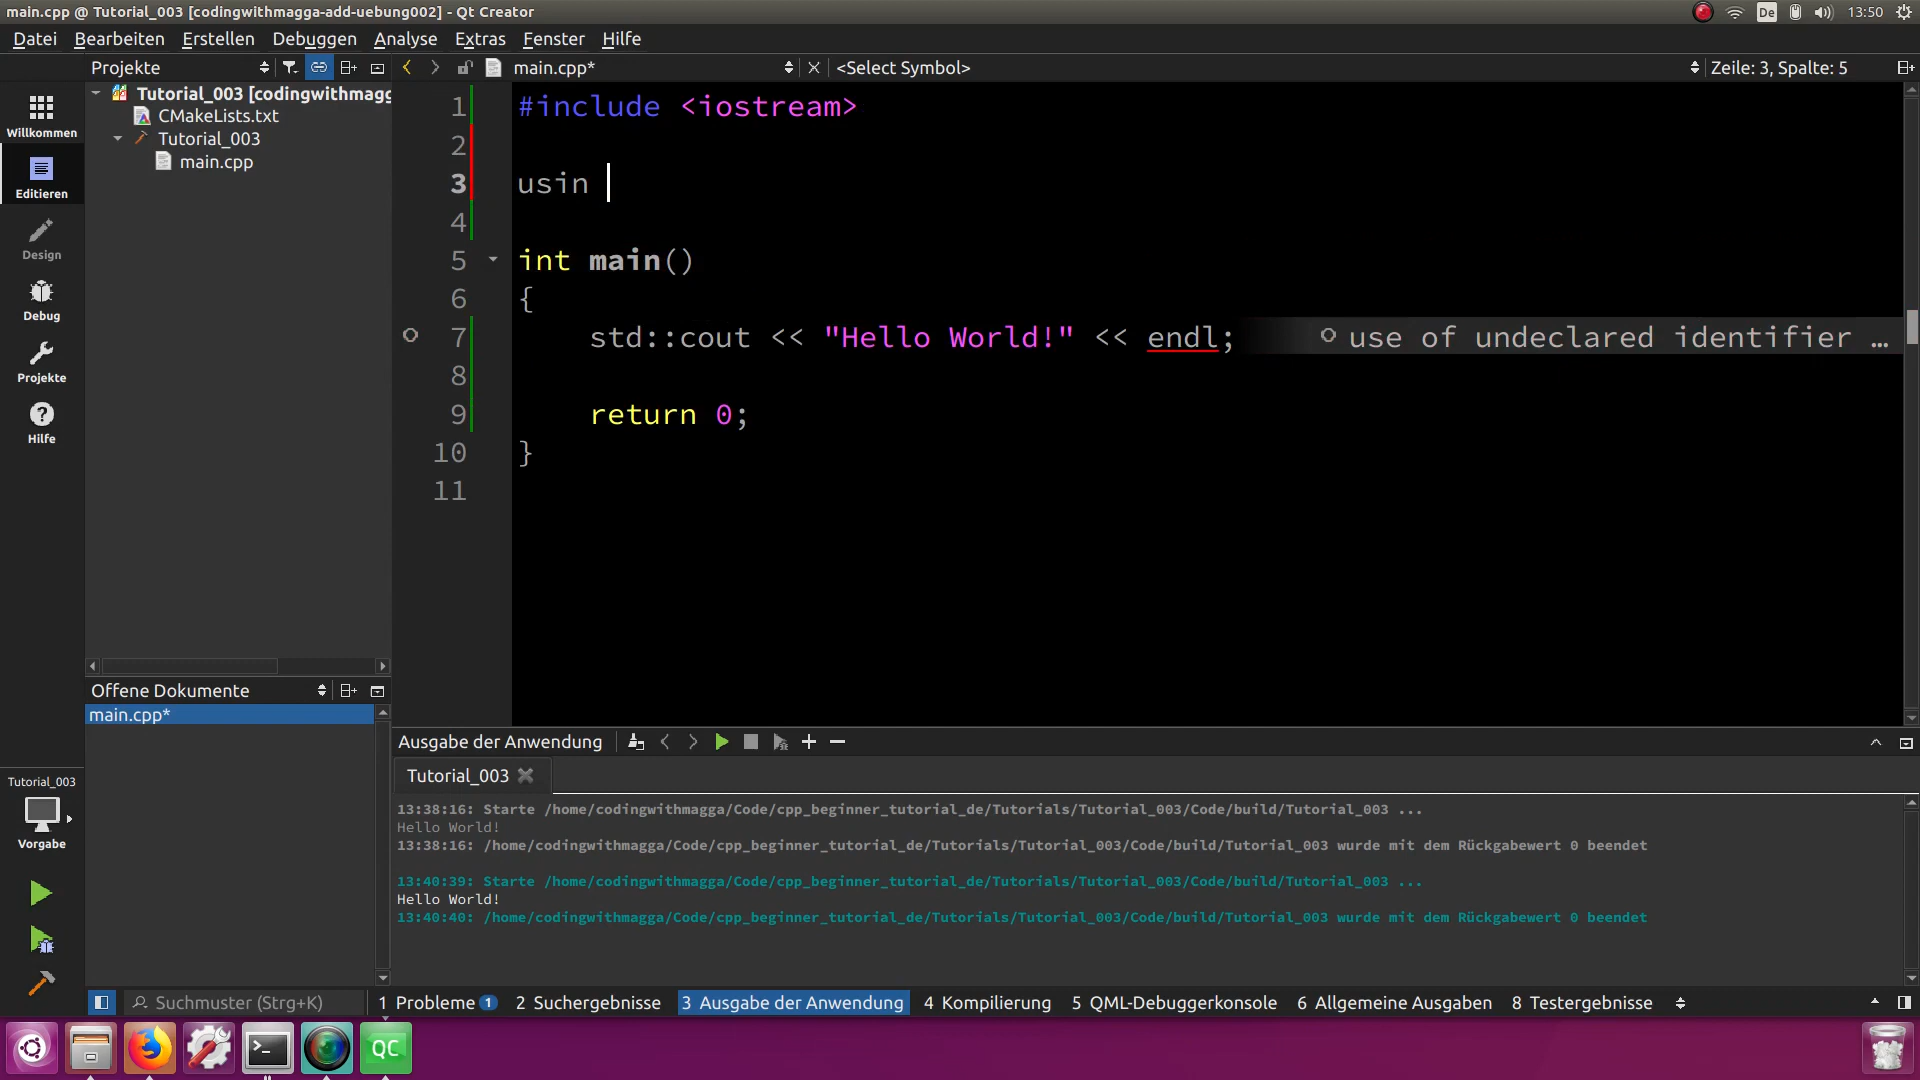 main.cpp @ Tutorial_003 [codingwithmagga-add-uebung002] - Qt Creator
De
13:50
Datei Bearbeiten Erstellen Debuggen Analyse Extras Fenster Hilfe
Projekte
main.cpp*
<Select Symbol>
Zeile: 3, Spalte: 5
Willkommen
Editieren
Design
Debug
Projekte
Hilfe
Tutorial_003 [codingwithmagg
CMakeLists.txt
Tutorial_003
main.cpp
1 #include <iostream>
2
3 usin
4
5 int main()
6 {
7 std::cout << "Hello World!" << endl; use of undeclared identifier …
8
9 return 0;
10 }
11
Offene Dokumente
main.cpp*
Tutorial_003
Vorgabe
Ausgabe der Anwendung
Tutorial_003
13:38:16: Starte /home/codingwithmagga/Code/cpp_beginner_tutorial_de/Tutorials/Tutorial_003/Code/build/Tutorial_003 ...
Hello World!
13:38:16: /home/codingwithmagga/Code/cpp_beginner_tutorial_de/Tutorials/Tutorial_003/Code/build/Tutorial_003 wurde mit dem Rückgabewert 0 beendet
13:40:39: Starte /home/codingwithmagga/Code/cpp_beginner_tutorial_de/Tutorials/Tutorial_003/Code/build/Tutorial_003 ...
Hello World!
13:40:40: /home/codingwithmagga/Code/cpp_beginner_tutorial_de/Tutorials/Tutorial_003/Code/build/Tutorial_003 wurde mit dem Rückgabewert 0 beendet
Suchmuster (Strg+K)
1 Probleme 1 2 Suchergebnisse 3 Ausgabe der Anwendung 4 Kompilierung 5 QML-Debuggerkonsole 6 Allgemeine Ausgaben 8 Testergebnisse
QC